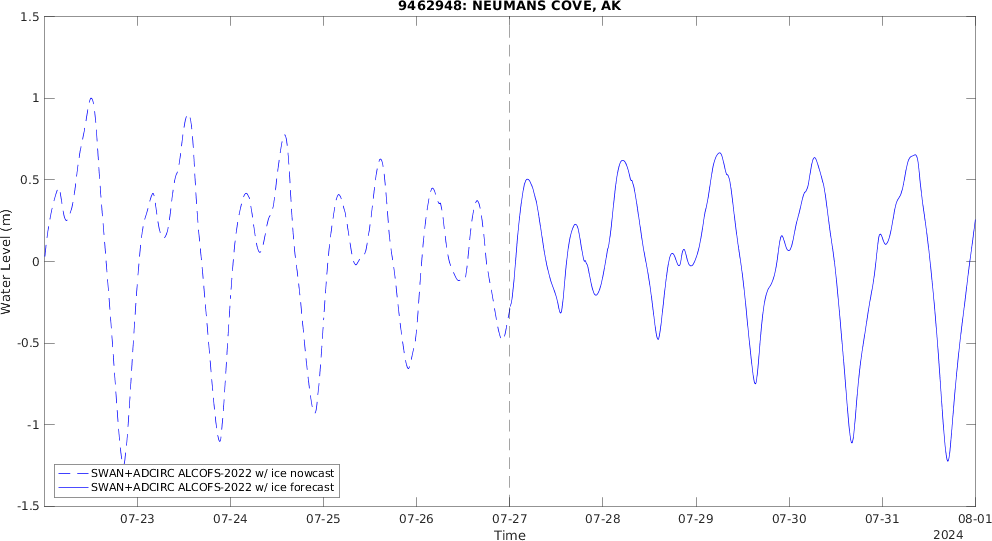 9462948: NEUMANS COVE, AK
Water Level (m)
1.5
1
0.5
0
-0.5
-1
-1.5
SWAN+ADCIRC ALCOFS-2022 w/ ice nowcast
SWAN+ADCIRC ALCOFS-2022 w/ ice forecast
07-23 07-24 07-25 07-26 07-27 07-28 07-29 07-30 07-31 08-01
Time
2024